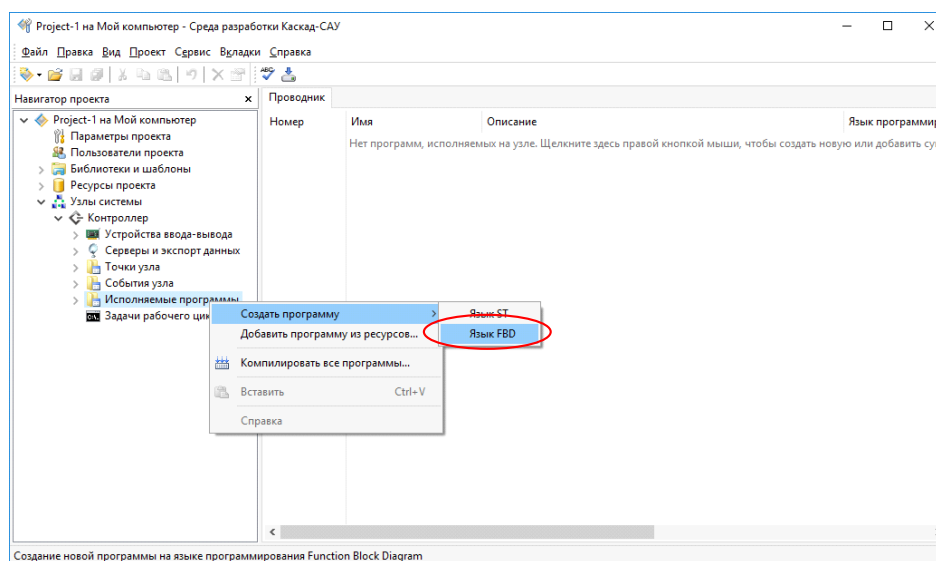 Project-1 на Мой компьютер - Среда разработки Каскад-САУ
Файл Правка Вид Проект Сервис Вкладки Справка
ABC
Навигатор проекта
Проводник
Project-1 на Мой компьютер
Параметры проекта
Пользователи проекта
Библиотеки и шаблоны
Ресурсы проекта
Узлы системы
Контроллер
Устройства ввода-вывода
Серверы и экспорт данных
Точки узла
События узла
Исполняемые программы
Задачи рабочего цик
Номер Имя Описание Язык программир
Нет программ, исполняемых на узле. Щелкните здесь правой кнопкой мыши, чтобы создать новую или добавить су
Создать программу
Добавить программу из ресурсов...
Компилировать все программы...
Вставить Ctrl+V
Справка
Язык ST
Язык FBD
Создание новой программы на языке программирования Function Block Diagram